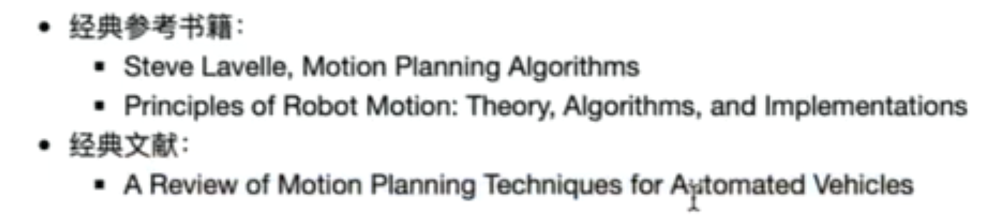 • 经典参考书籍：
▪ Steve Lavelle, Motion Planning Algorithms
▪ Principles of Robot Motion: Theory, Algorithms, and Implementations
• 经典文献：
▪ A Review of Motion Planning Techniques for Automated Vehicles